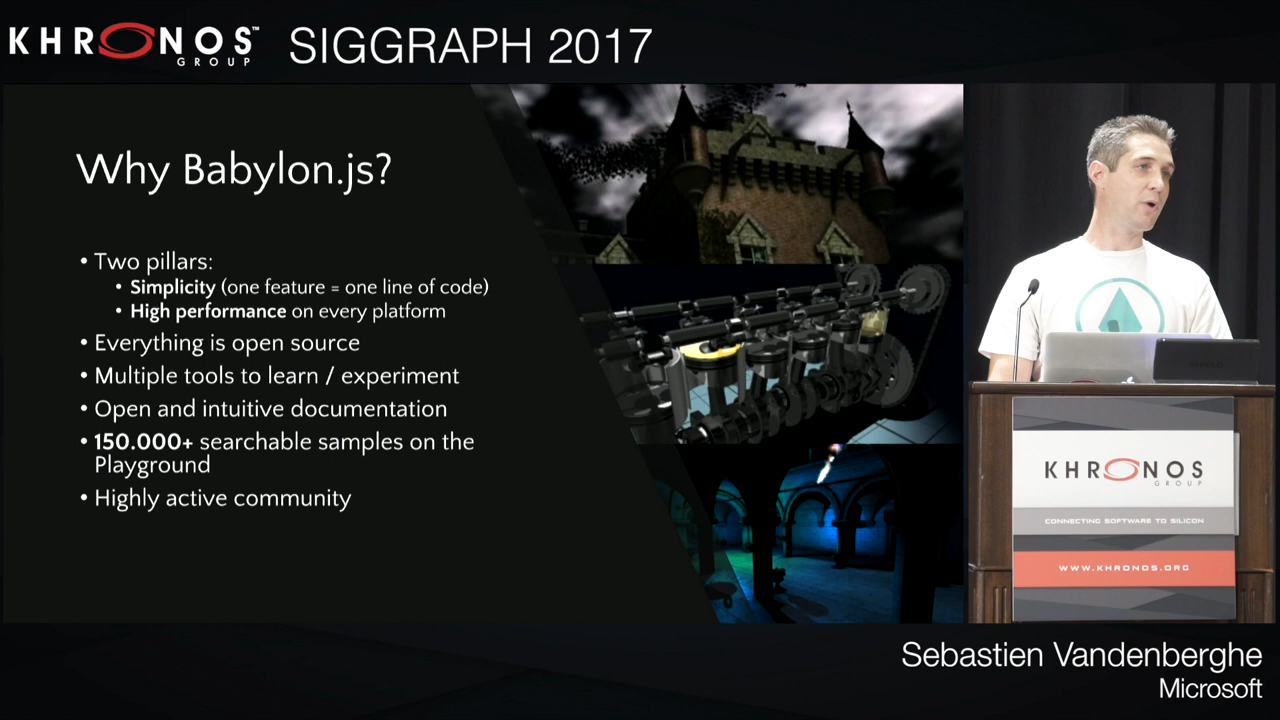 KHRONOS™
GROUP
SIGGRAPH 2017
Why Babylon.js?
• Two pillars:
• Simplicity (one feature = one line of code)
• High performance on every platform
• Everything is open source
• Multiple tools to learn / experiment
• Open and intuitive documentation
• 150.000+ searchable samples on the
Playground
• Highly active community
KHRONOS
GROUP
CONNECTING SOFTWARE TO SILICON
WWW.KHRONOS.ORG
Sebastien Vandenberghe
Microsoft